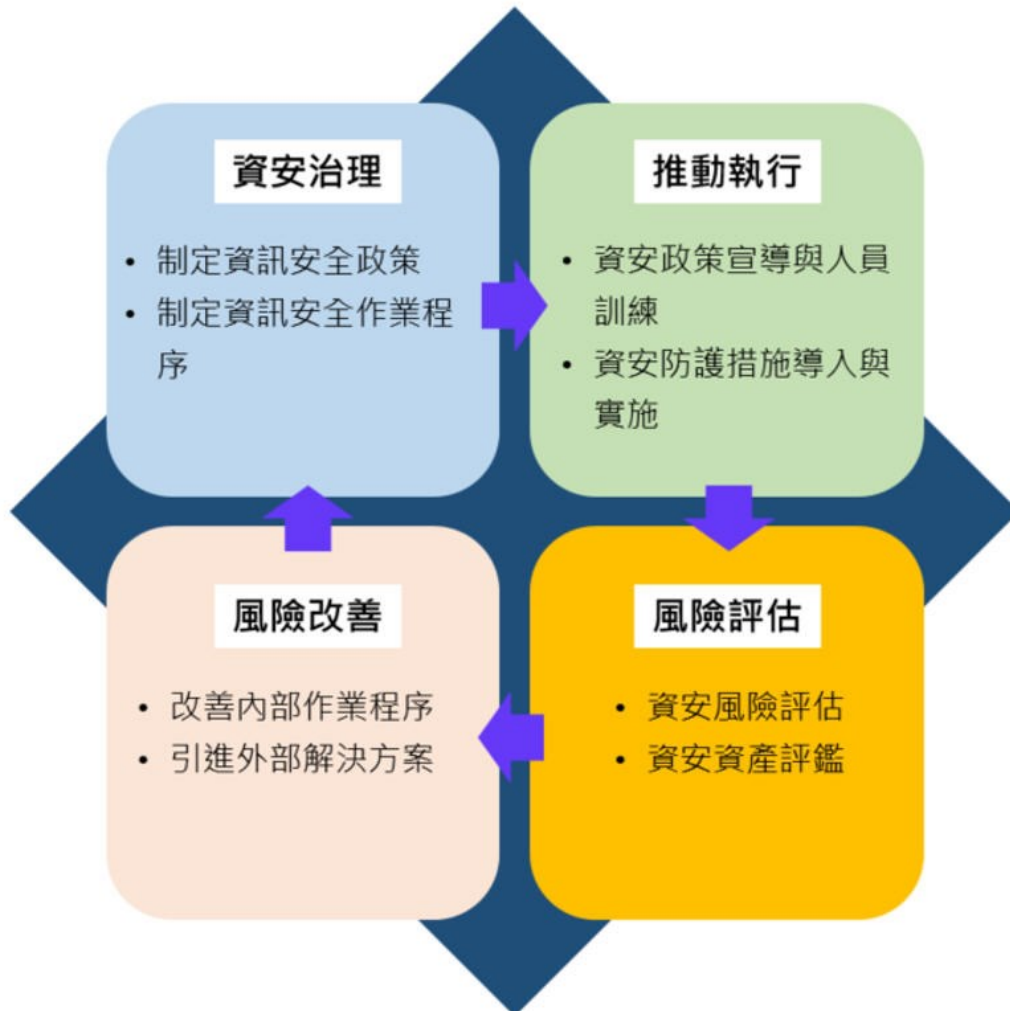 資安治理
• 制定資訊安全政策
• 制定資訊安全作業程
序
推動執行
• 資安政策宣導與人員
訓練
• 資安防護措施導入與
實施
風險改善
• 改善內部作業程序
• 引進外部解決方案
風險評估
• 資安風險評估
• 資安資產評鑑